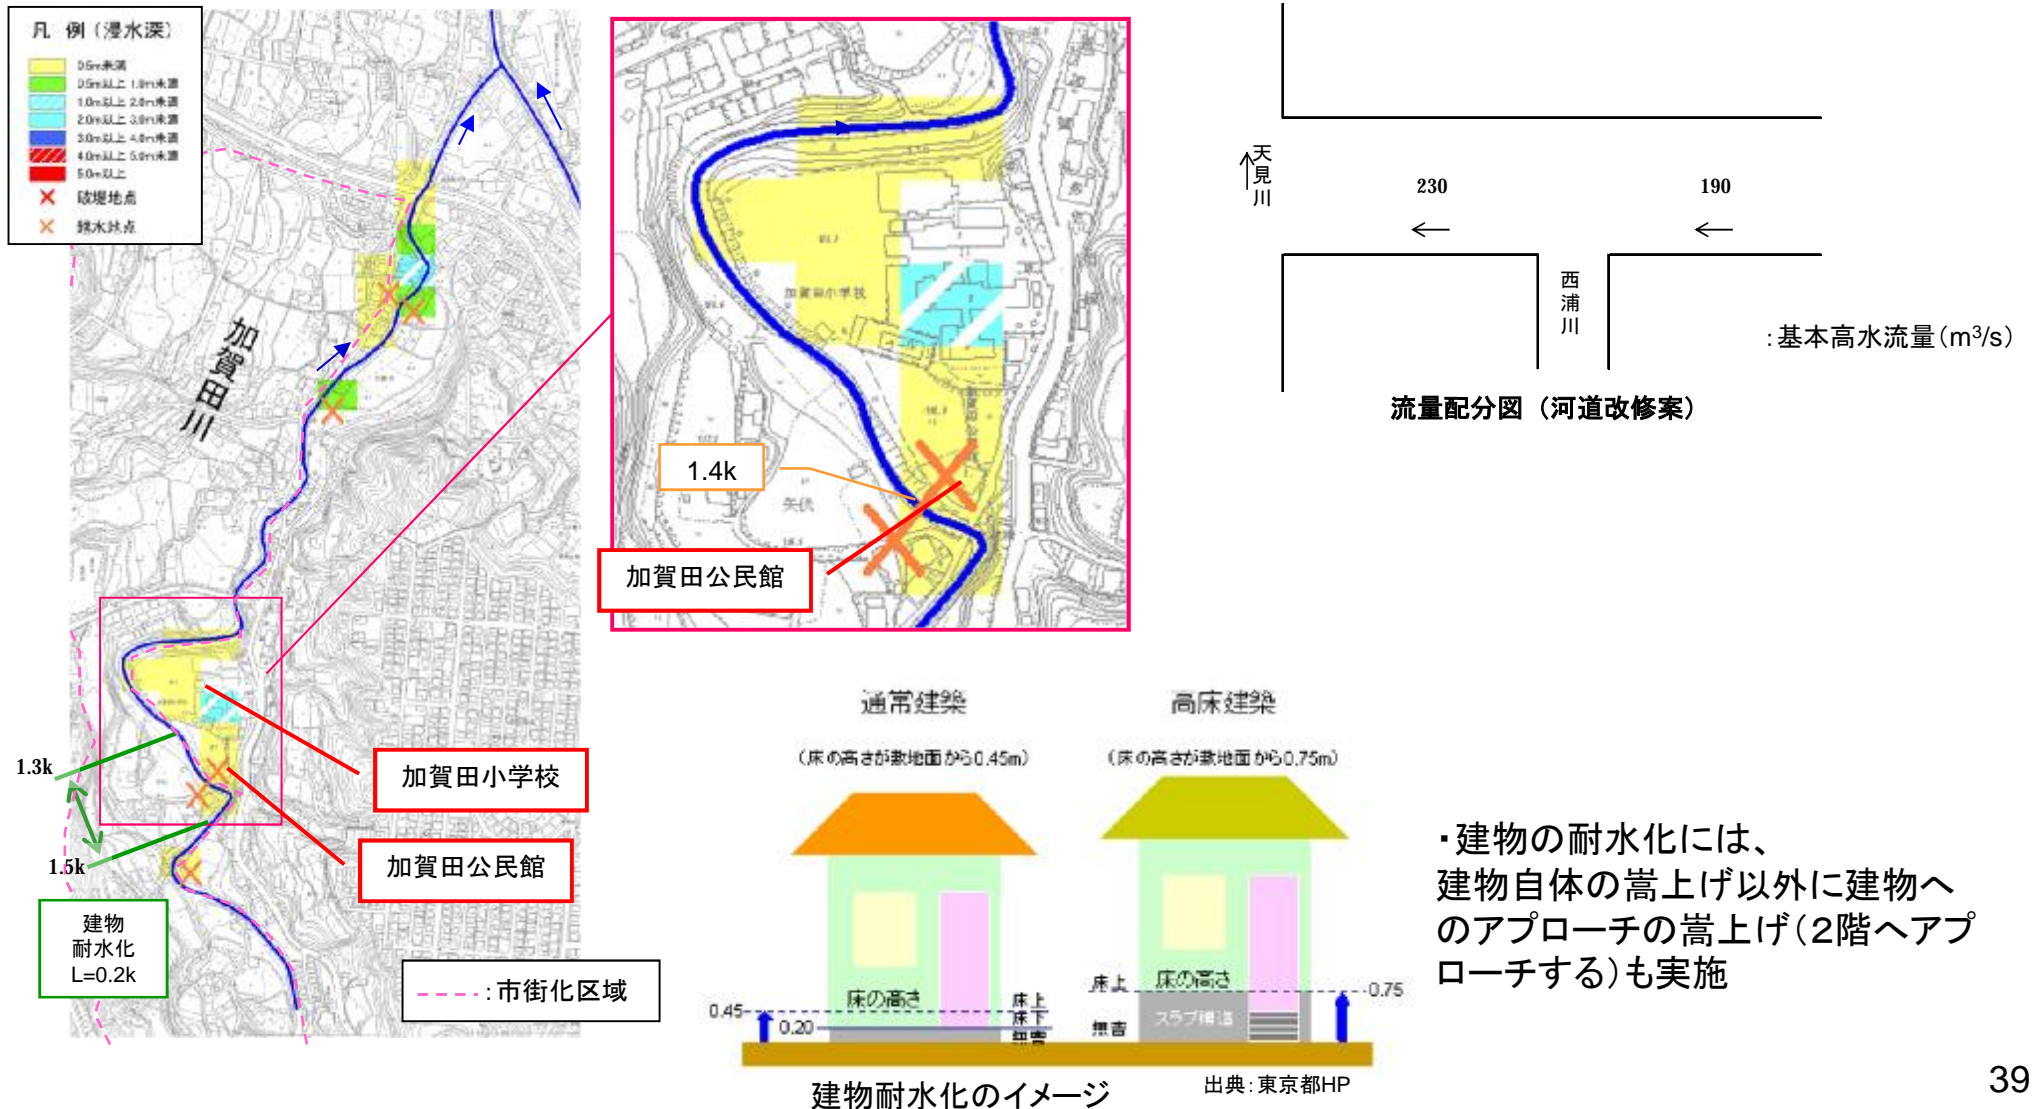 凡 例（浸水深）
0.5m未満
0.5m以上 1.0m未満
1.0m以上 2.0m未満
2.0m以上 3.0m未満
3.0m以上 4.0m未満
4.0m以上 5.0m未満
5.0m以上
破堤地点
溢水地点
加賀田川
1.3k
1.5k
建物
耐水化
L=0.2k
加賀田小学校
加賀田公民館
：市街化区域
加賀田小学校
矢伏
1.4k
加賀田公民館
天見川
230
190
西浦川
：基本高水流量（m³/s）
流量配分図（河道改修案）
通常建築
（床の高さが敷地面から0.45m）
床の高さ
0.45
0.20
床上
床下
無害
高床建築
（床の高さが敷地面から0.75m）
床上
床の高さ
0.75
無害
スラブ構造
建物耐水化のイメージ
出典：東京都HP
・建物の耐水化には、
建物自体の嵩上げ以外に建物へ
のアプローチの嵩上げ（２階へアプ
ローチする）も実施
39